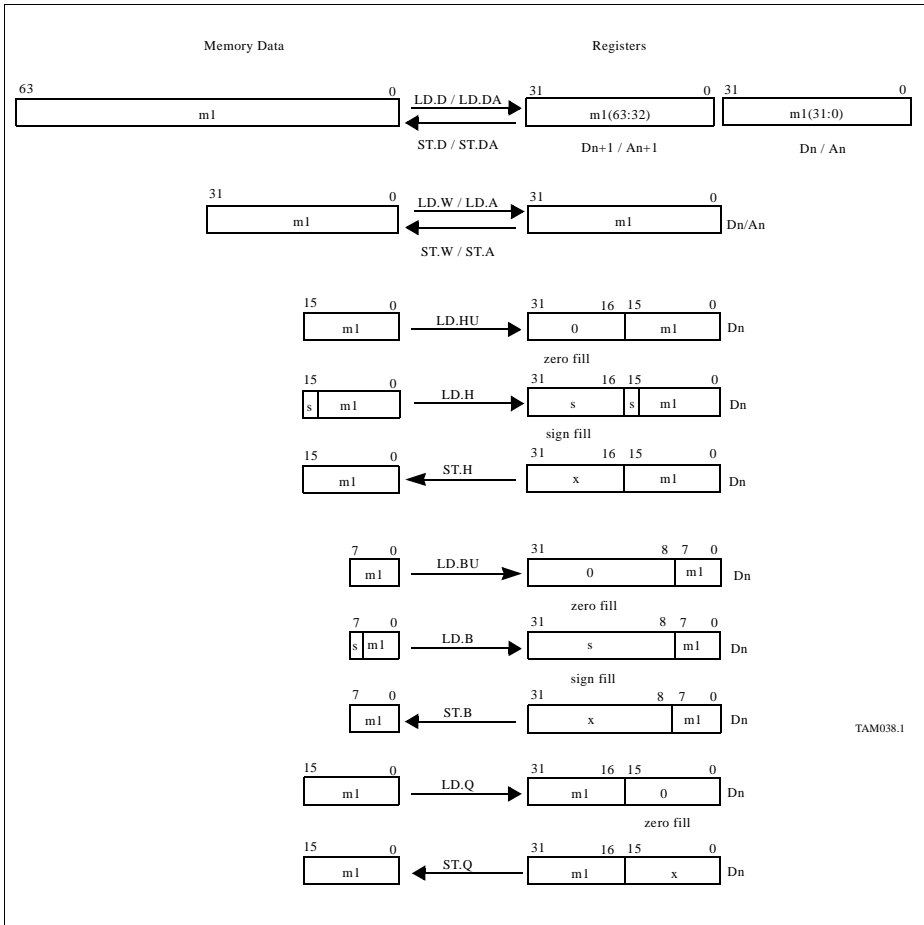 Memory Data Registers
63 0 31 0 31 0
LD.D / LD.DA
m1 m1(63:32) m1(31:0)
ST.D / ST.DA Dn+1 / An+1 Dn / An
31 0 31 0
LD.W / LD.A
m1 m1 Dn/An
ST.W / ST.A
15 0 31 16 15 0
LD.HU
m1 0 m1 Dn
zero fill
15 0 31 16 15 0
LD.H
s m1 s s m1 Dn
sign fill
15 0 31 16 15 0
ST.H
m1 x m1 Dn
7 0 31 8 7 0
LD.BU
m1 0 m1 Dn
zero fill
7 0 31 8 7 0
LD.B
s m1 s m1 Dn
sign fill
7 0 31 8 7 0
ST.B
m1 x m1 Dn
TAM038.1
15 0 31 16 15 0
LD.Q
m1 m1 0 Dn
zero fill
15 0 31 16 15 0
ST.Q
m1 m1 x Dn